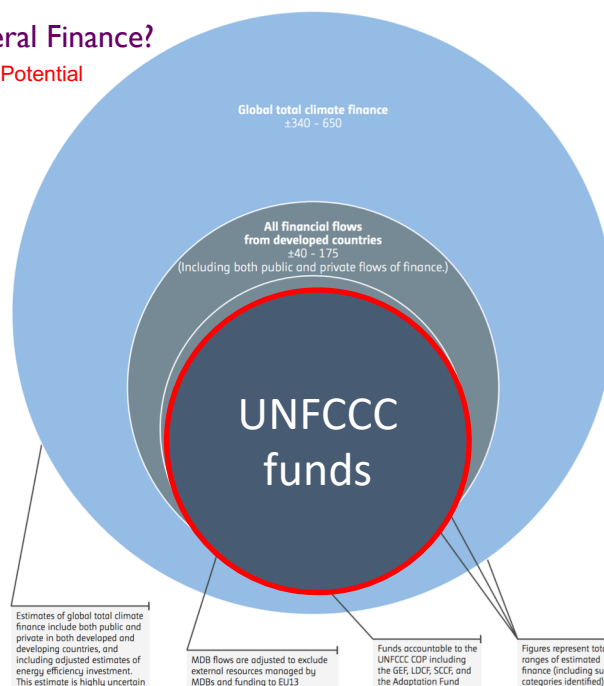 eral Finance?
Potential
Global total climate finance
±340 - 650
All financial flows
from developed countries
±40 - 175
(Including both public and private flows of finance.)
UNFCCC
funds
Estimates of global total climate
finance include both public and
private in both developed and
developing countries, and
including adjusted estimates of
energy efficiency investment.
This estimate is highly uncertain
MDB flows are adjusted to exclude
external resources managed by
MDBs and funding to EU13
Funds accountable to the
UNFCCC COP including
the GEF, LDCF, SCCF, and
the Adaptation Fund
Figures represent tota
ranges of estimated
finance (including su
categories identified)